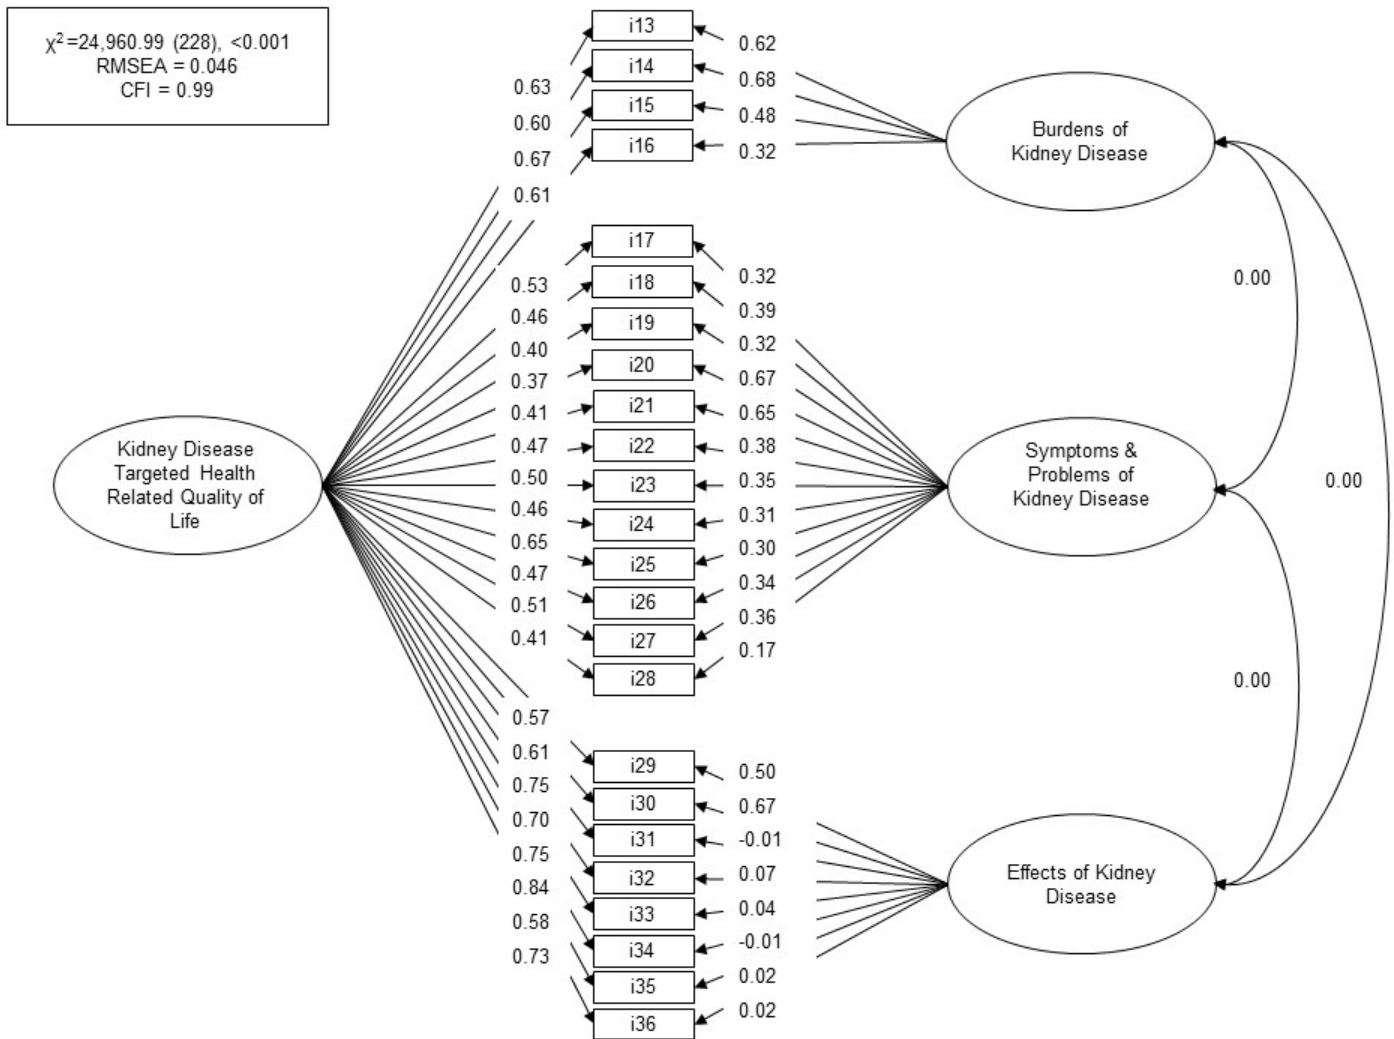 χ²=24,960.99 (228), <0.001
RMSEA = 0.046
CFI = 0.99
i13
i14
i15
i16
0.63
0.60
0.67
0.61
0.62
0.68
0.48
0.32
Burdens of
Kidney Disease
i17
i18
i19
i20
i21
i22
i23
i24
i25
i26
i27
i28
0.53
0.46
0.40
0.37
0.41
0.47
0.50
0.46
0.65
0.47
0.51
0.41
0.32
0.39
0.32
0.67
0.65
0.38
0.35
0.31
0.30
0.34
0.36
0.17
Kidney Disease
Targeted Health
Related Quality of
Life
Symptoms &
Problems of
Kidney Disease
0.00
0.00
0.00
0.57
0.61
0.75
0.70
0.75
0.84
0.58
0.73
i29
i30
i31
i32
i33
i34
i35
i36
0.50
0.67
-0.01
0.07
0.04
-0.01
0.02
0.02
Effects of Kidney
Disease